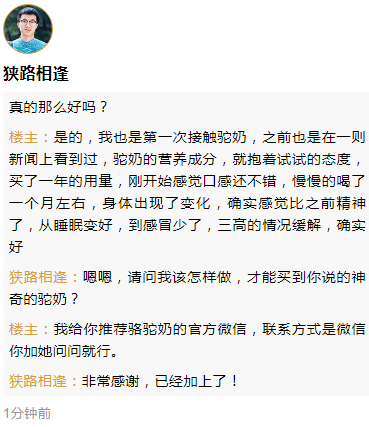 狭路相逢
真的那么好吗？
楼主：是的，我也是第一次接触驼奶，之前也是在一则
新闻上看到过，驼奶的营养成分，就抱着试试的态度，
买了一年的用量，刚开始感觉口感还不错，慢慢的喝了
一个月左右，身体出现了变化，确实感觉比之前精神
了，从睡眠变好，到感冒少了，三高的情况缓解，确实
好
狭路相逢：嗯嗯，请问我该怎样做，才能买到你说的神
奇的驼奶？
楼主：我给你推荐骆驼奶的官方微信，联系方式是微信
你加她问问就行。
狭路相逢：非常感谢，已经加上了！
1分钟前